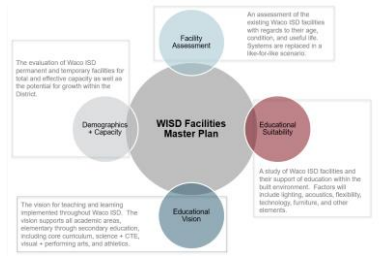 Facility
Assessment
An assessment of the
existing Waco ISD facilities
with regards to their age,
condition, and useful life.
Systems are replaced in a
like-for-like scenario.
The evaluation of Waco ISD
permanent and temporary facilities for
total and effective capacity as well as
the potential for growth within the
District.
Demographics
+ Capacity
WISD Facilities
Master Plan
Educational
Suitability
A study of Waco ISD facilities and
their support of education within the
built environment. Factors will
include lighting, acoustics, flexibility,
technology, furniture, and other
elements.
The vision for teaching and learning
implemented throughout Waco ISD. The
vision supports all academic areas,
elementary through secondary education,
including core curriculum, science + CTE,
visual + performing arts, and athletics.
Educational
Vision